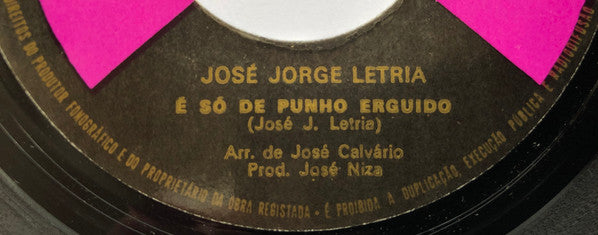 JOSÉ JORGE LETRIA
É SÓ DE PUNHO ERGUIDO
(José J. Letria)
Arr. de José Calvário
Prod. José Niza
DIREITOS DO PRODUTOR FONOGRÁFICO E DO PROPRIETÁRIO DA OBRA REGISTADA • É PROIBIDA A DUPLICAÇÃO, EXECUÇÃO PUBLICA E RADIODIFUSÃO